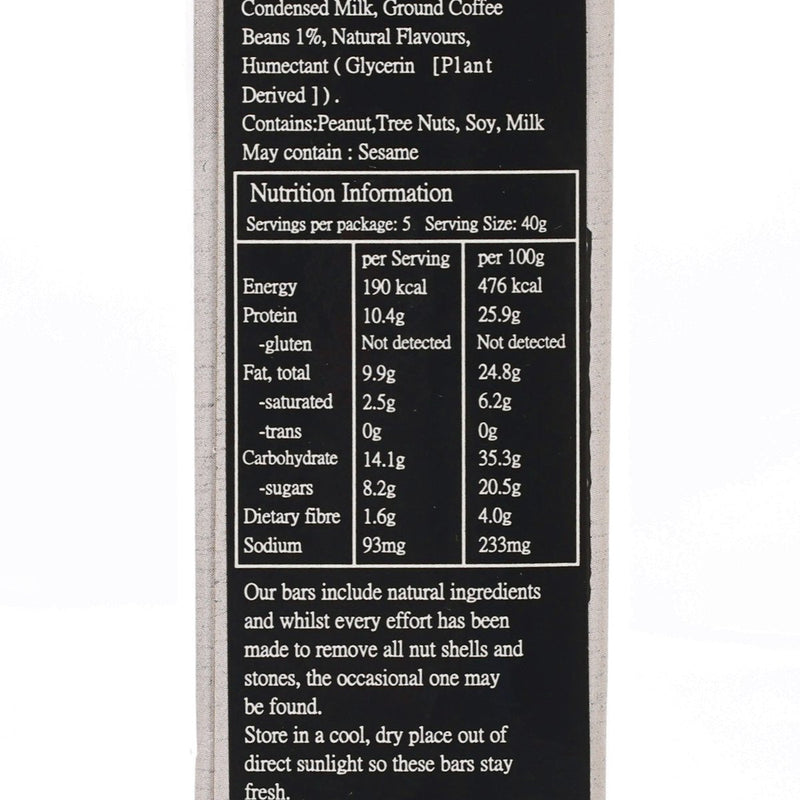 Condensed Milk, Ground Coffee
Beans 1%, Natural Flavours,
Humectant ( Glycerin [Plant
Derived ] ) .
Contains:Peanut,Tree Nuts, Soy, Milk
May contain : Sesame
Nutrition Information
Servings per package: 5 Serving Size: 40g
per Serving per 100g
Energy 190 kcal 476 kcal
Protein 10.4g 25.9g
-gluten Not detected Not detected
Fat, total 9.9g 24.8g
-saturated 2.5g 6.2g
-trans 0g 0g
Carbohydrate 14.1g 35.3g
-sugars 8.2g 20.5g
Dietary fibre 1.6g 4.0g
Sodium 93mg 233mg
Our bars include natural ingredients
and whilst every effort has been
made to remove all nut shells and
stones, the occasional one may
be found.
Store in a cool, dry place out of
direct sunlight so these bars stay
fresh.